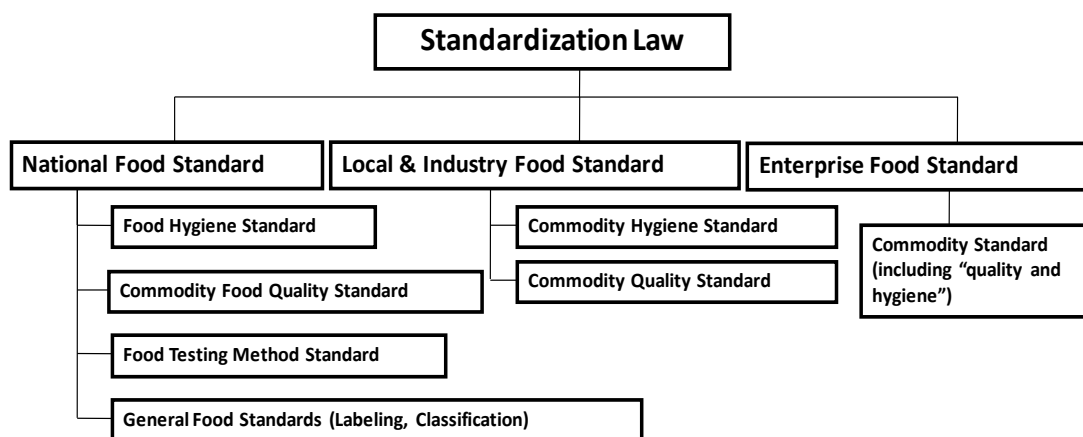 Standardization Law
National Food Standard
Local & Industry Food Standard
Enterprise Food Standard
Food Hygiene Standard
Commodity Food Quality Standard
Food Testing Method Standard
General Food Standards (Labeling, Classification)
Commodity Hygiene Standard
Commodity Quality Standard
Commodity Standard
(including “quality and
hygiene”)